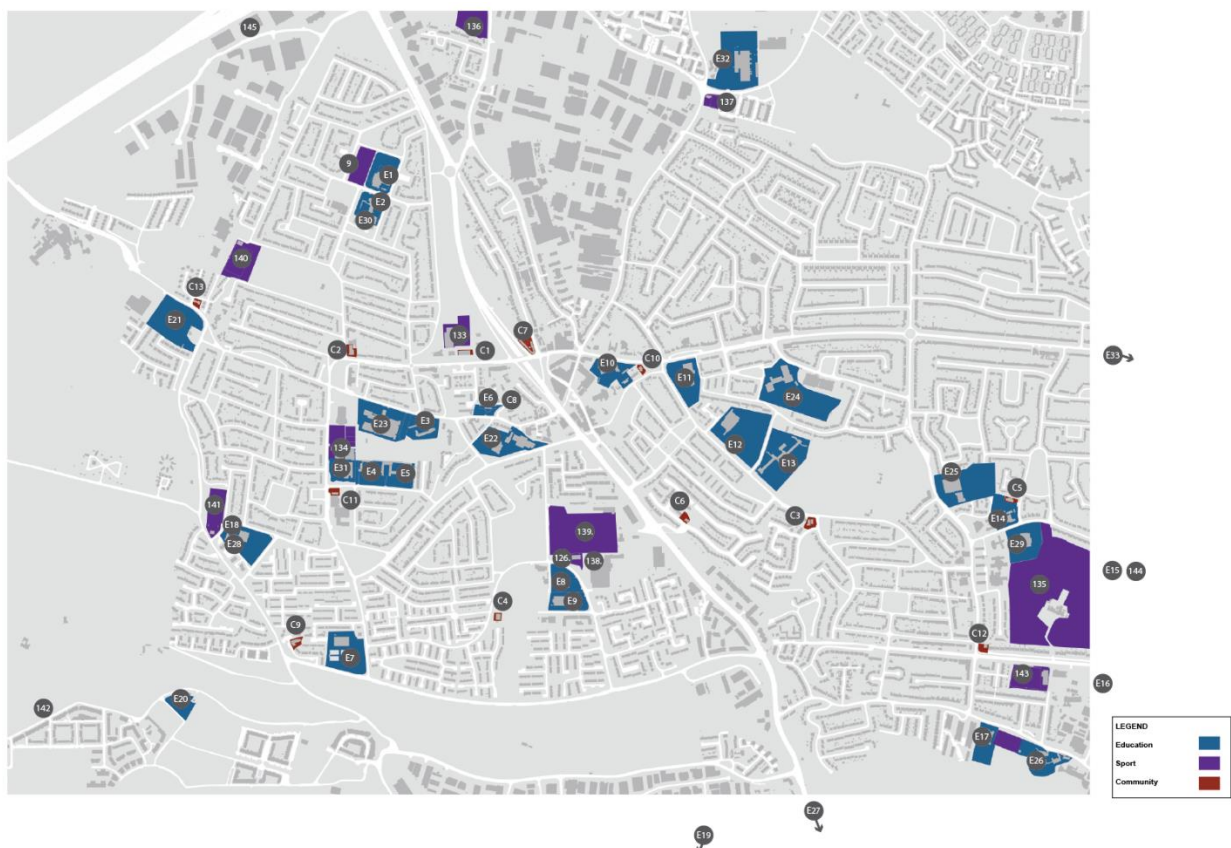 145
136
E32
137
9
E1
E2
E30
140
C13
E21
133
C7
C2
C1
E10
C10
E33
E11
E24
E6
C8
E23
E3
E22
E12
134
E13
E31
E4
E5
E25
C11
C5
141
C6
E14
E18
C3
139.
E28
E29
126.
138.
E15
144
E8
135
E9
C4
C9
C12
E7
143
E16
E20
142
LEGEND
E17
Education
E26
Sport
Community
E27
E19